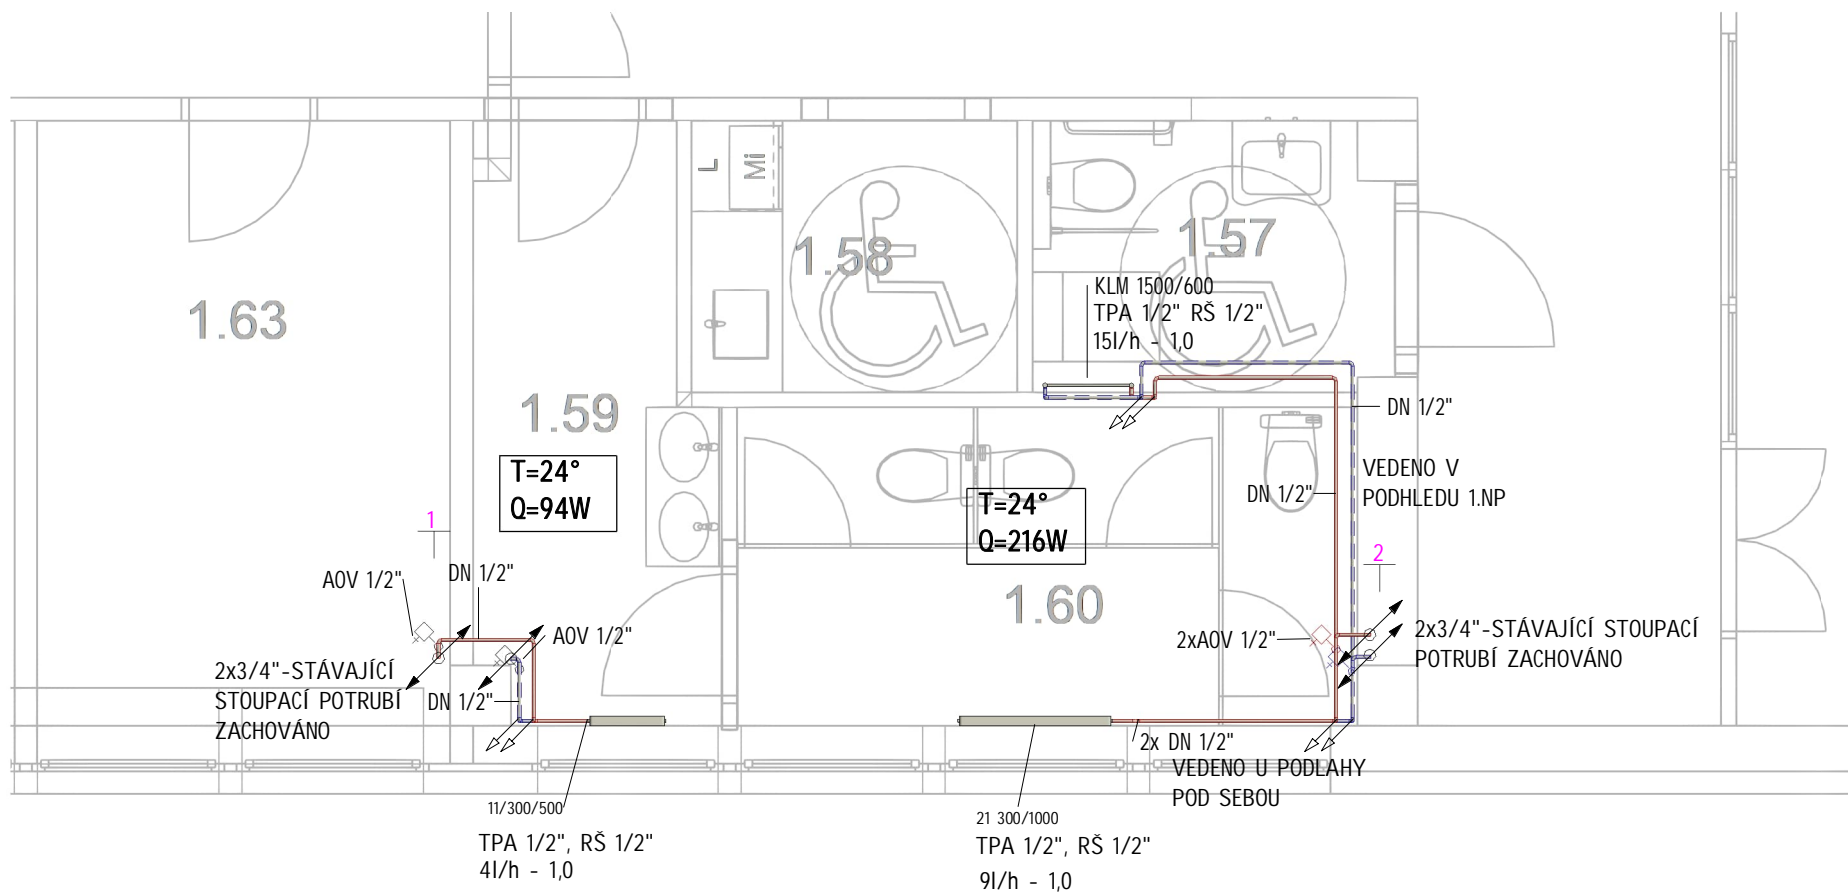 L
Mi
1.58
1.57
1.63
KLM 1500/600
TPA 1/2" RŠ 1/2"
15l/h - 1,0
1.59
DN 1/2"
T=24°
Q=94W
T=24°
Q=216W
DN 1/2"
VEDENO V
PODHLEDU 1.NP
1
2
AOV 1/2"
DN 1/2"
1.60
AOV 1/2"
2xAOV 1/2"
2x3/4"-STÁVAJÍCÍ STOUPACÍ
POTRUBÍ ZACHOVÁNO
2x3/4"-STÁVAJÍCÍ
STOUPACÍ POTRUBÍ
ZACHOVÁNO
DN 1/2"
2x DN 1/2"
VEDENO U PODLAHY
POD SEBOU
11/300/500
TPA 1/2", RŠ 1/2"
4l/h - 1,0
21 300/1000
TPA 1/2", RŠ 1/2"
9l/h - 1,0